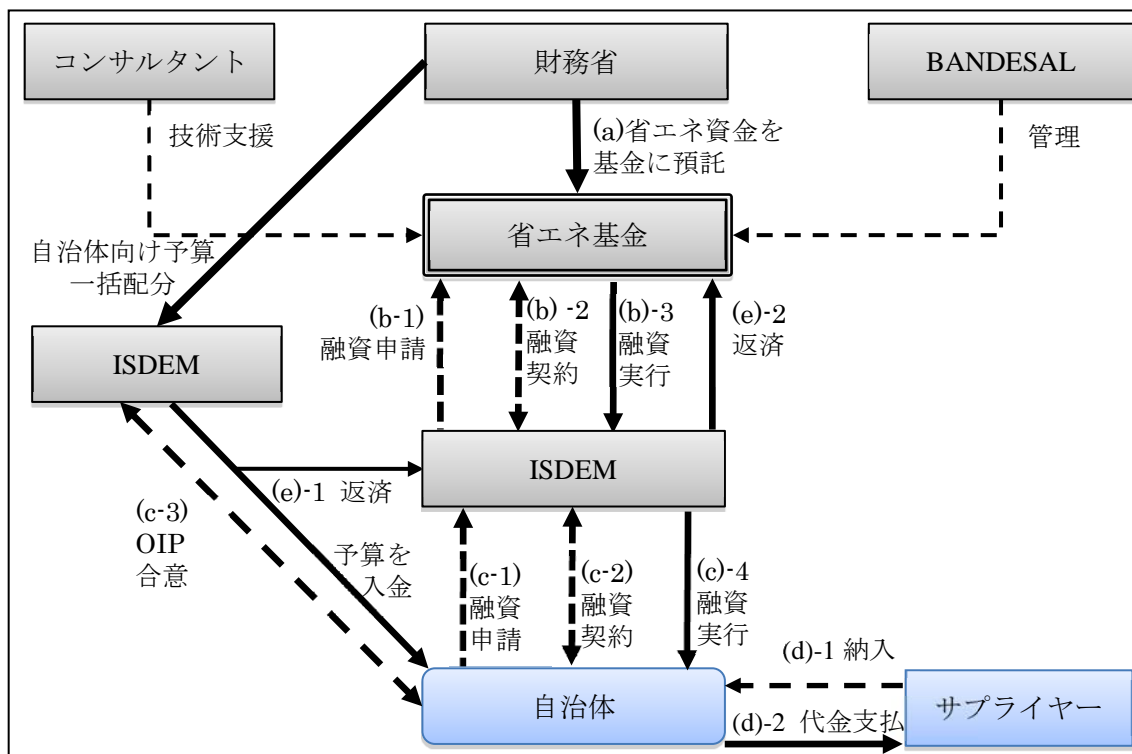 コンサルタント
財務省
BANDESAL
技術支援
(a)省エネ資金を
基金に預託
管理
省エネ基金
自治体向け予算
一括配分
(b-1)
融資申請
(b) -2
融資
契約
(b)-3
融資
実行
(e)-2
返済
ISDEM
ISDEM
(e)-1 返済
(c-3)
OIP
合意
予算を
入金
(c-1)
融資
申請
(c-2)
融資
契約
(c)-4
融資
実行
(d)-1 納入
自治体
サプライヤー
(d)-2 代金支払